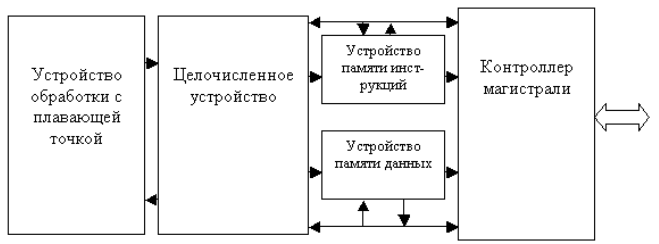 Устройство
обработки с
плавающей
точкой
Целочисленное
устройство
Устройство
памяти инст-
рукций
Устройство
памяти данных
Контроллер
магистрали